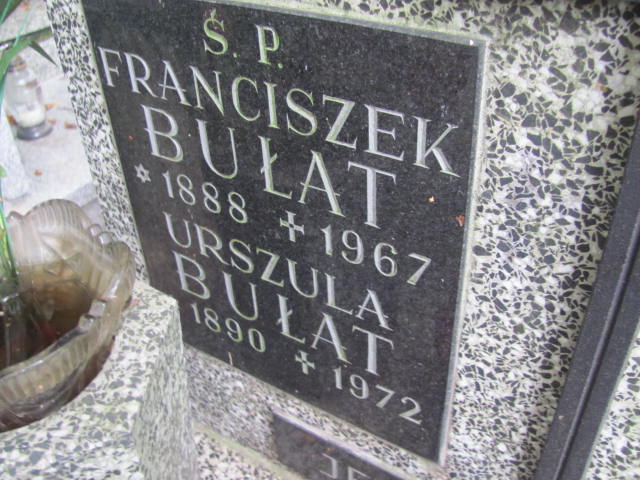 Ś. P.
FRANCISZEK
BUŁAT
* 1888 ✝ 1967
URSZULA
BUŁAT
1890 ✝ 1972